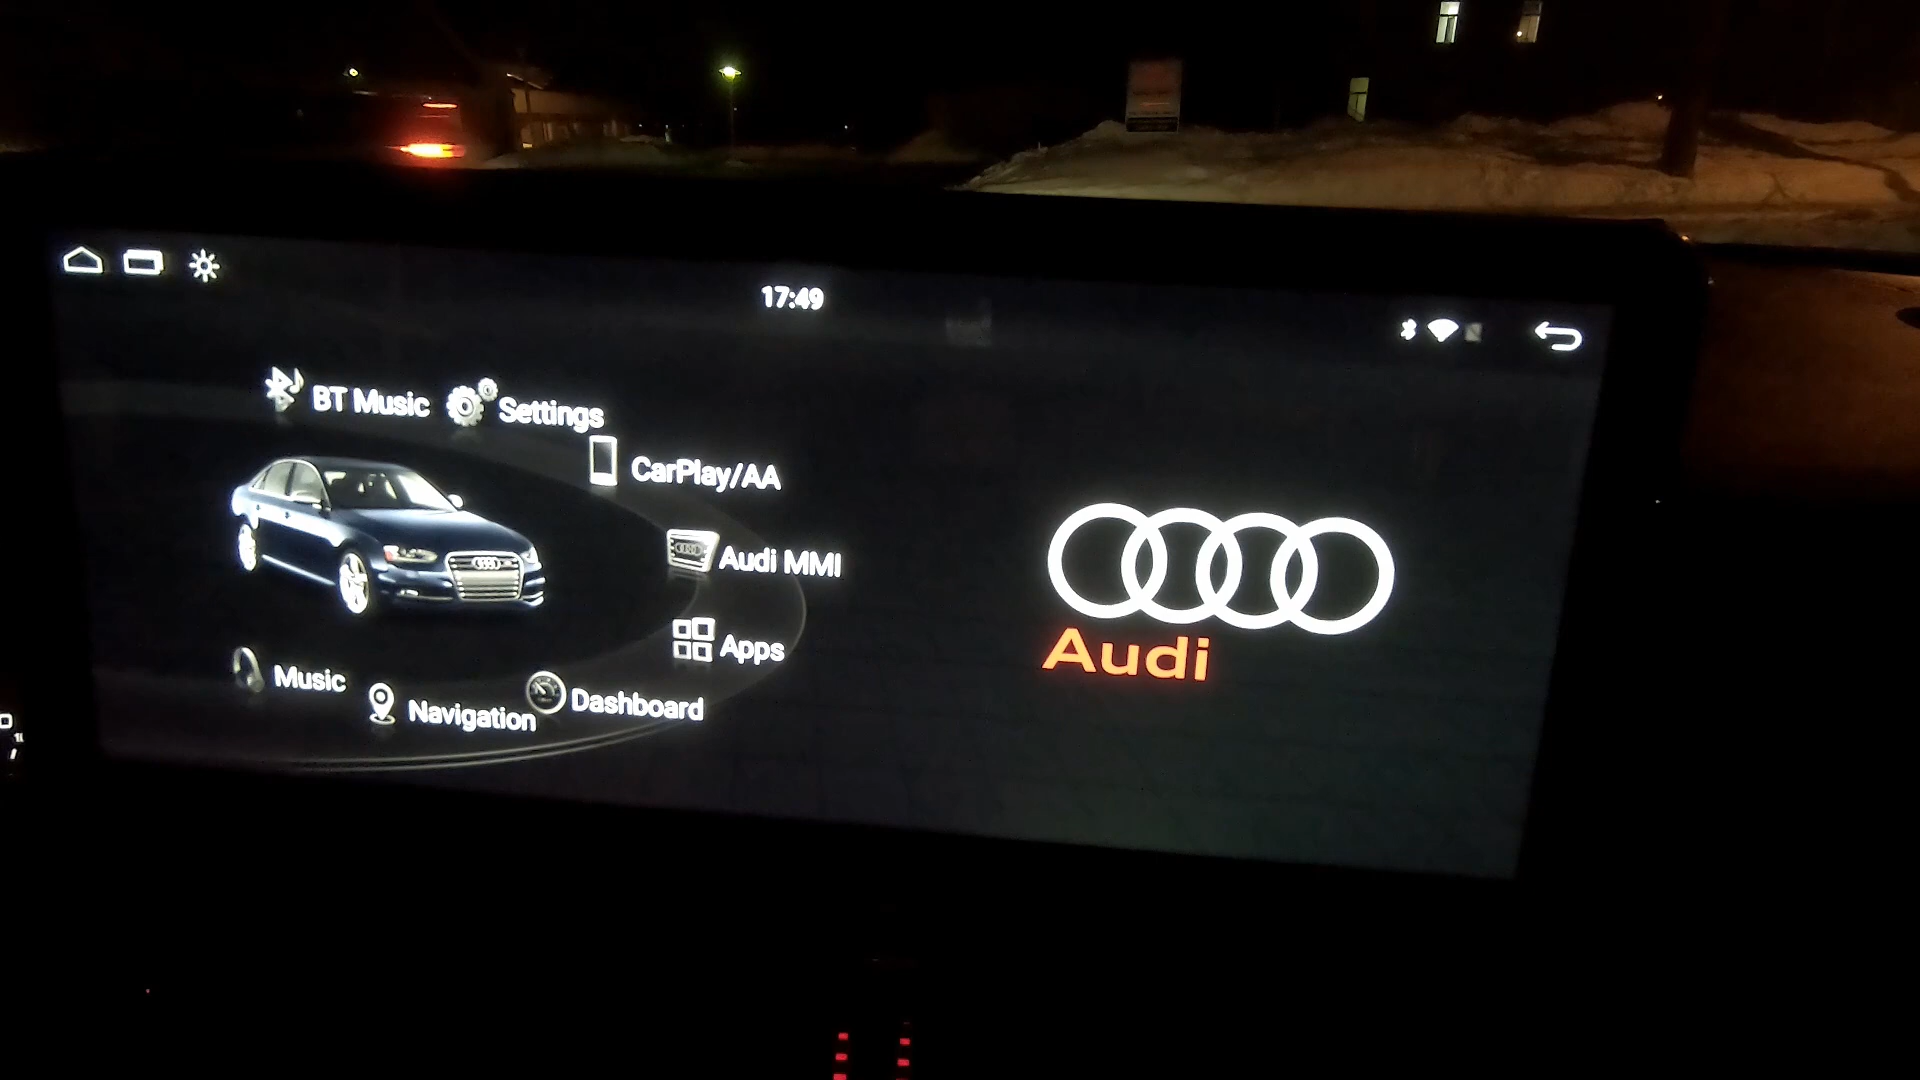 17:49
BT Music
Settings
CarPlay/AA
Audi MMI
Apps
Dashboard
Navigation
Music
Audi